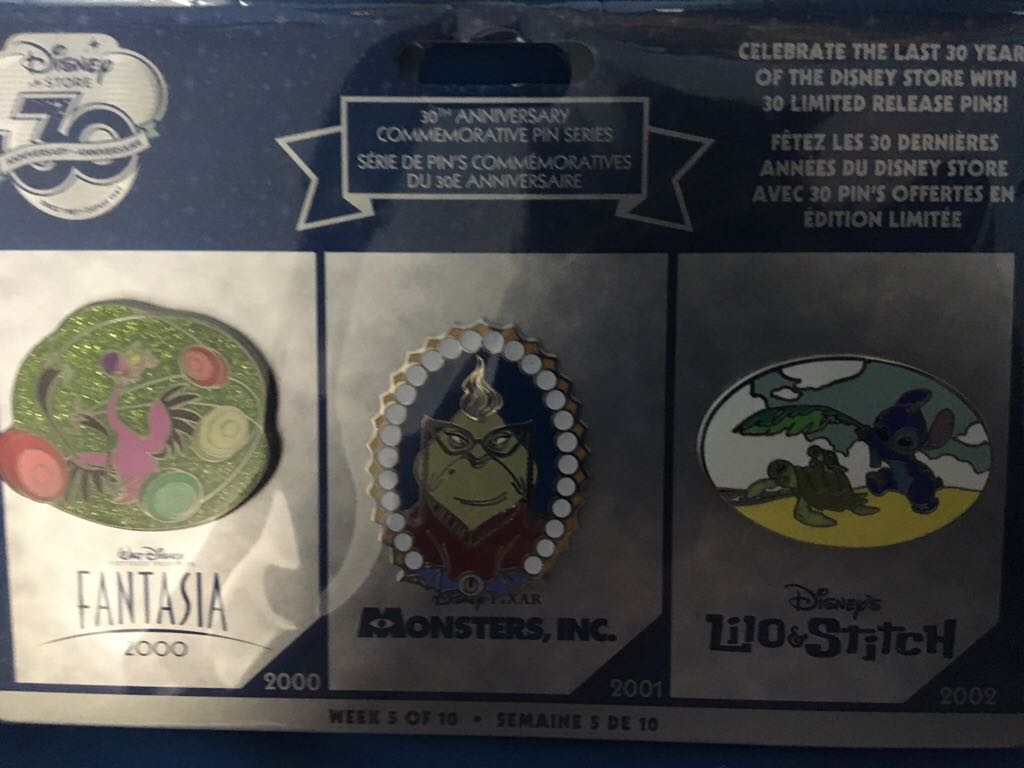 Disney
STORE
30
30TH ANNIVERSARY
COMMEMORATIVE PIN SERIES
SÉRIE DE PIN'S COMMÉMORATIVES
DU 30E ANNIVERSAIRE
CELEBRATE THE LAST 30 YEAR
OF THE DISNEY STORE WITH
30 LIMITED RELEASE PINS!
FÊTEZ LES 30 DERNIÈRES
ANNÉES DU DISNEY STORE
AVEC 30 PIN'S OFFERTES EN
ÉDITION LIMITÉE
WALT DISNEY
FANTASIA
2000
2000
DISNEY PIXAR
MONSTERS, INC.
2001
DISNEY'S
LILO & STITCH
2002
WEEK 5 OF 10 • SEMAINE 5 DE 10